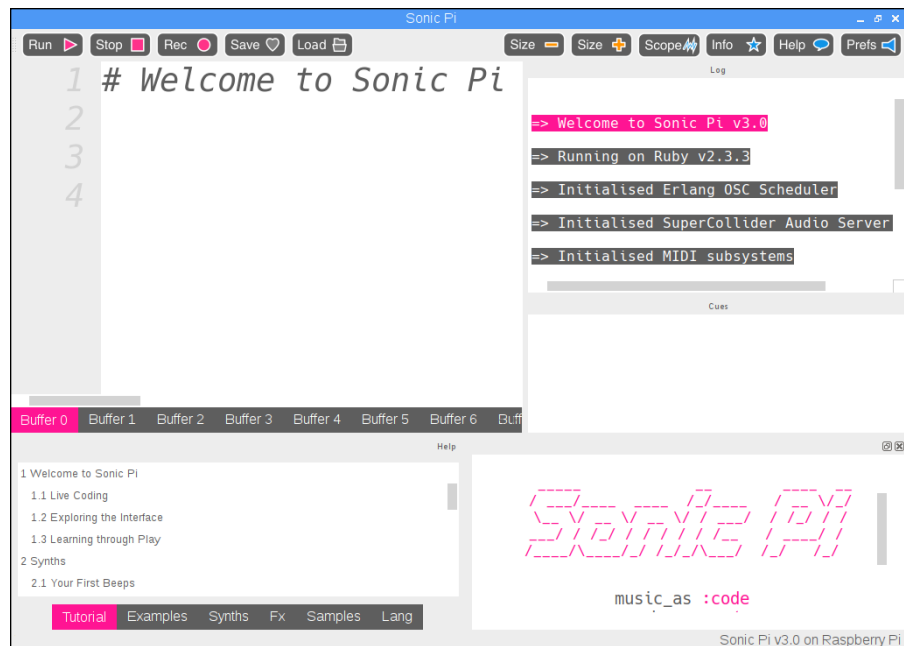 Sonic Pi
Run Stop Rec Save Load Size Size Scope Info Help Prefs
1 # Welcome to Sonic Pi
2
3
4
Log
=> Welcome to Sonic Pi v3.0
=> Running on Ruby v2.3.3
=> Initialised Erlang OSC Scheduler
=> Initialised SuperCollider Audio Server
=> Initialised MIDI subsystems
Cues
Buffer 0 Buffer 1 Buffer 2 Buffer 3 Buffer 4 Buffer 5 Buffer 6 Buff
Help
1 Welcome to Sonic Pi
1.1 Live Coding
1.2 Exploring the Interface
1.3 Learning through Play
2 Synths
2.1 Your First Beeps
Tutorial Examples Synths Fx Samples Lang
Sonic Pi
music_as :code
Sonic Pi v3.0 on Raspberry Pi